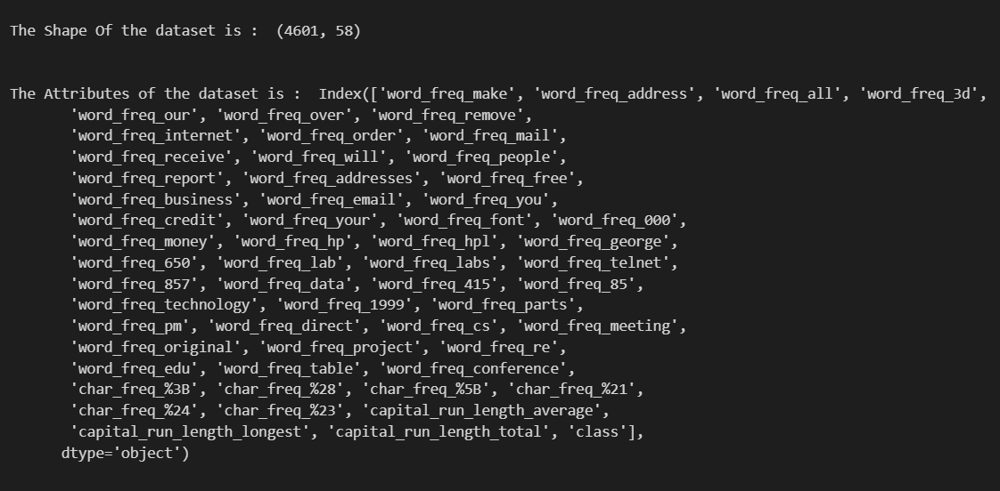 The Shape Of the dataset is :  (4601, 58)
The Attributes of the dataset is :  Index(['word_freq_make', 'word_freq_address', 'word_freq_all', 'word_freq_3d',
'word_freq_our', 'word_freq_over', 'word_freq_remove',
'word_freq_internet', 'word_freq_order', 'word_freq_mail',
'word_freq_receive', 'word_freq_will', 'word_freq_people',
'word_freq_report', 'word_freq_addresses', 'word_freq_free',
'word_freq_business', 'word_freq_email', 'word_freq_you',
'word_freq_credit', 'word_freq_your', 'word_freq_font', 'word_freq_000',
'word_freq_money', 'word_freq_hp', 'word_freq_hpl', 'word_freq_george',
'word_freq_650', 'word_freq_lab', 'word_freq_labs', 'word_freq_telnet',
'word_freq_857', 'word_freq_data', 'word_freq_415', 'word_freq_85',
'word_freq_technology', 'word_freq_1999', 'word_freq_parts',
'word_freq_pm', 'word_freq_direct', 'word_freq_cs', 'word_freq_meeting',
'word_freq_original', 'word_freq_project', 'word_freq_re',
'word_freq_edu', 'word_freq_table', 'word_freq_conference',
'char_freq_%3B', 'char_freq_%28', 'char_freq_%5B', 'char_freq_%21',
'char_freq_%24', 'char_freq_%23', 'capital_run_length_average',
'capital_run_length_longest', 'capital_run_length_total', 'class'],
dtype='object')